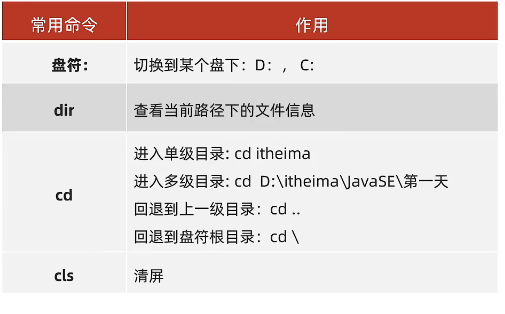 常用命令 作用
盘符： 切换到某个盘下：D：，C:
dir 查看当前路径下的文件信息
cd
进入单级目录: cd itheima
进入多级目录: cd D:\itheima\JavaSE\第一天
回退到上一级目录：cd ..
回退到盘符根目录：cd \
cls 清屏